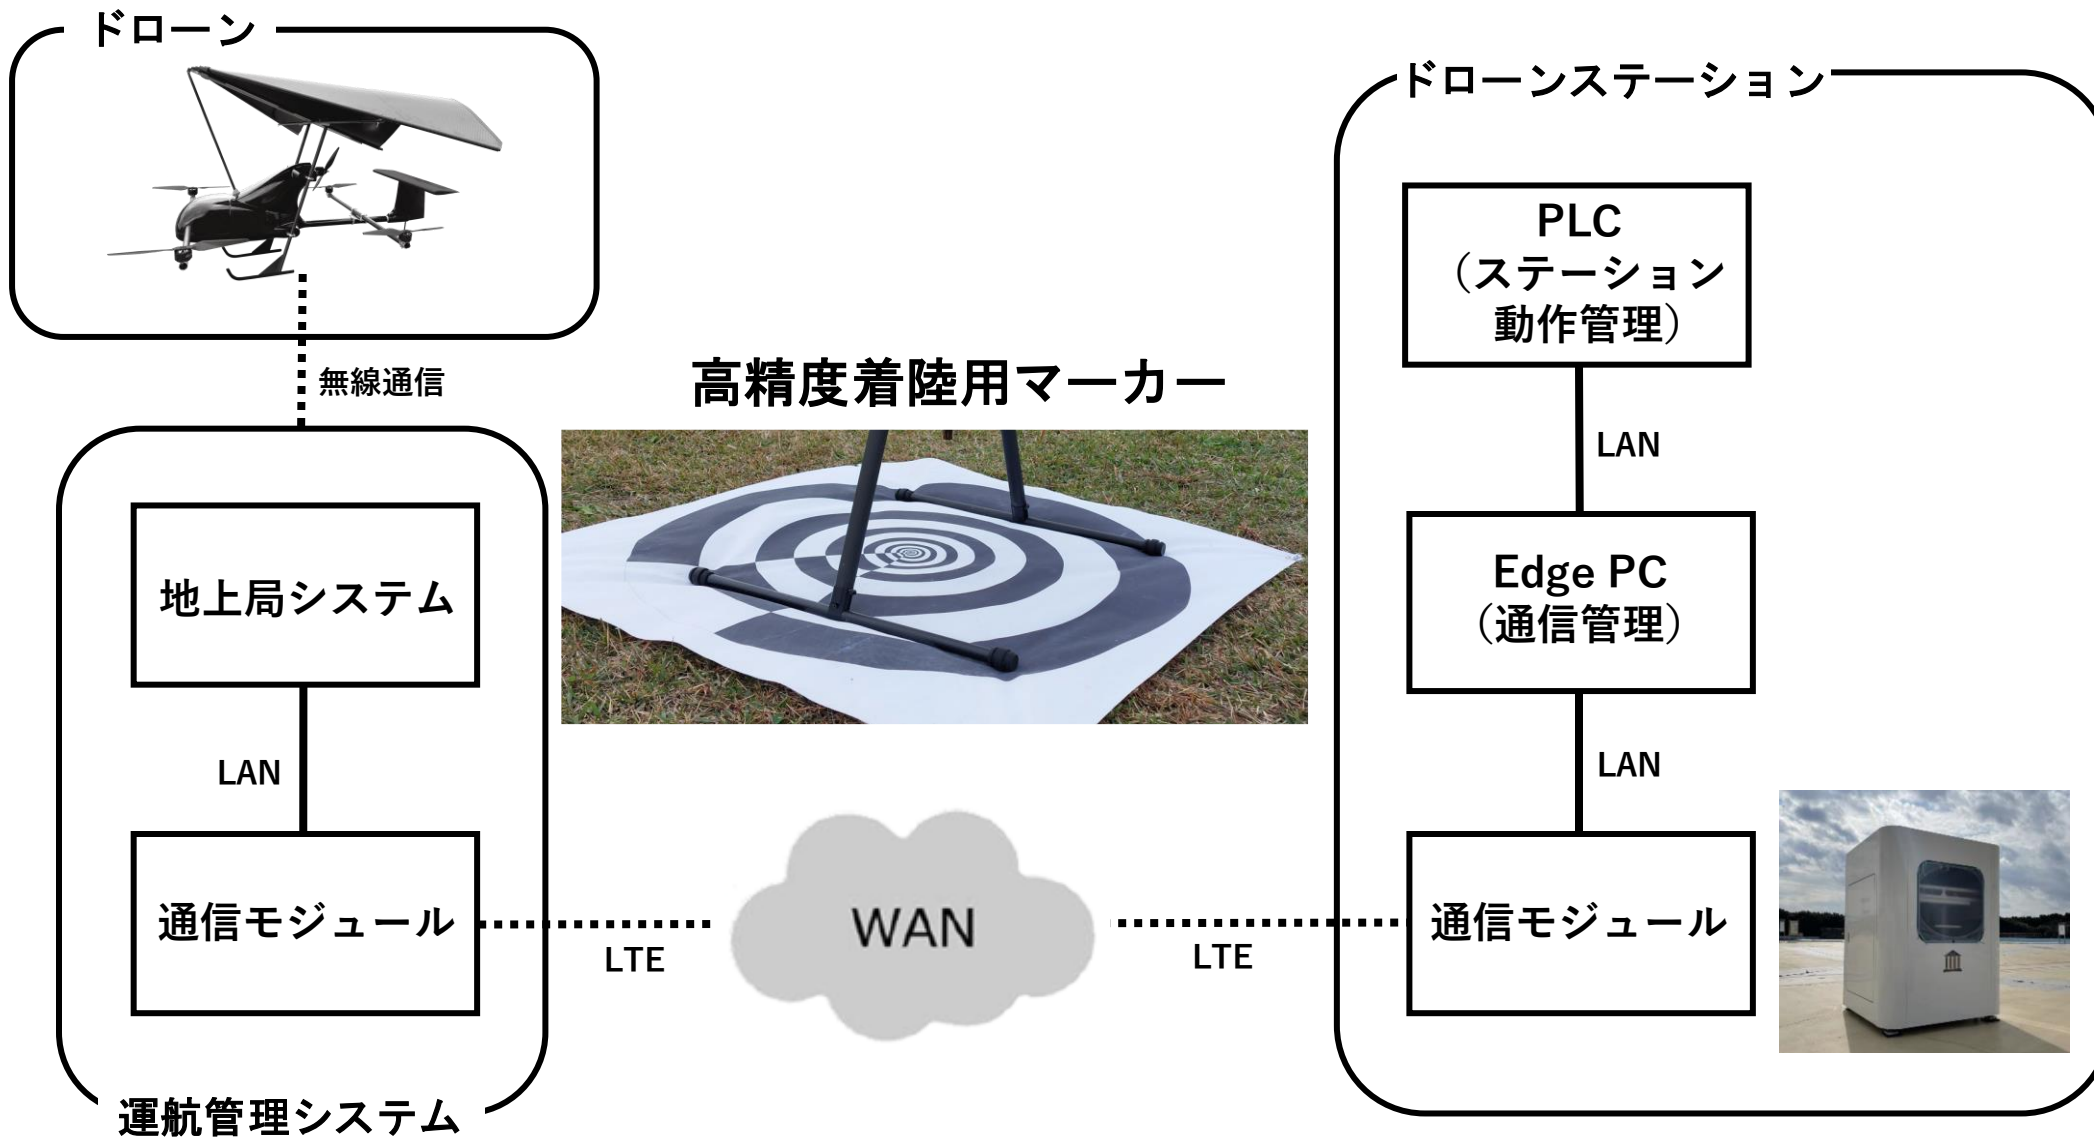 ドローン
無線通信
地上局システム
LAN
通信モジュール
運航管理システム
高精度着陸用マーカー
LTE
WAN
LTE
ドローンステーション
PLC
（ステーション
動作管理）
LAN
Edge PC
（通信管理）
LAN
通信モジュール